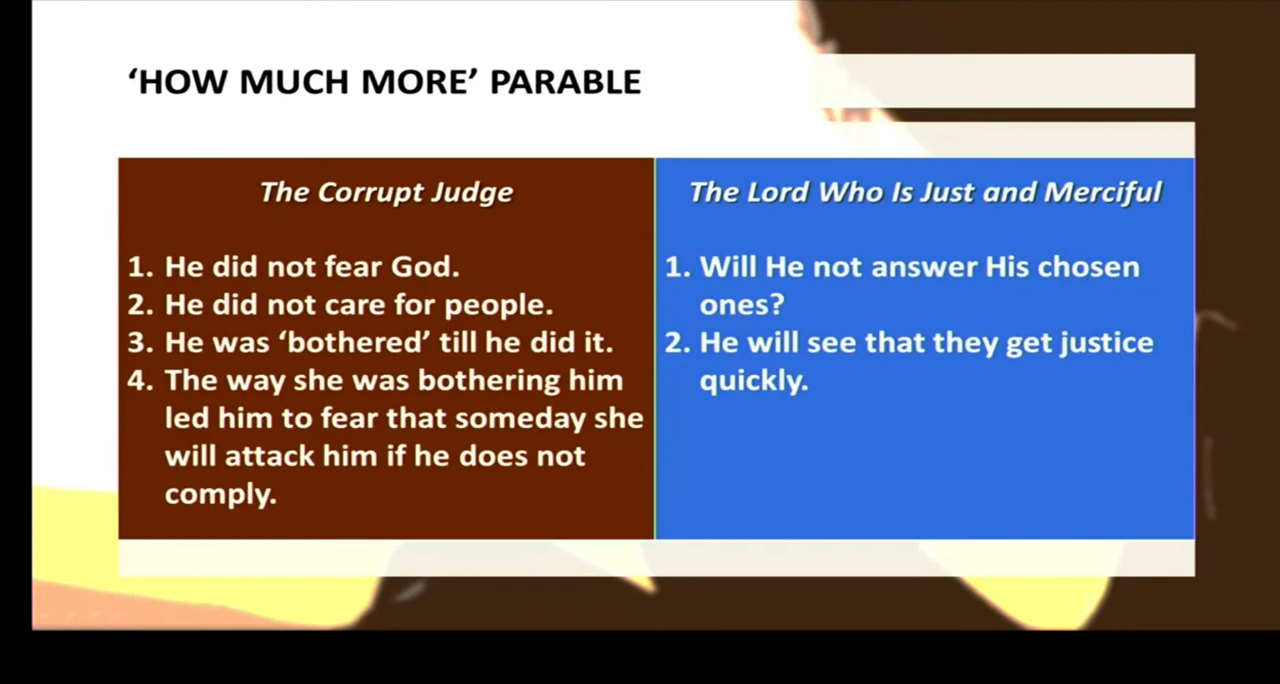 ‘HOW MUCH MORE’ PARABLE
The Corrupt Judge
1. He did not fear God.
2. He did not care for people.
3. He was ‘bothered’ till he did it.
4. The way she was bothering him
led him to fear that someday she
will attack him if he does not
comply.
The Lord Who Is Just and Merciful
1. Will He not answer His chosen
ones?
2. He will see that they get justice
quickly.